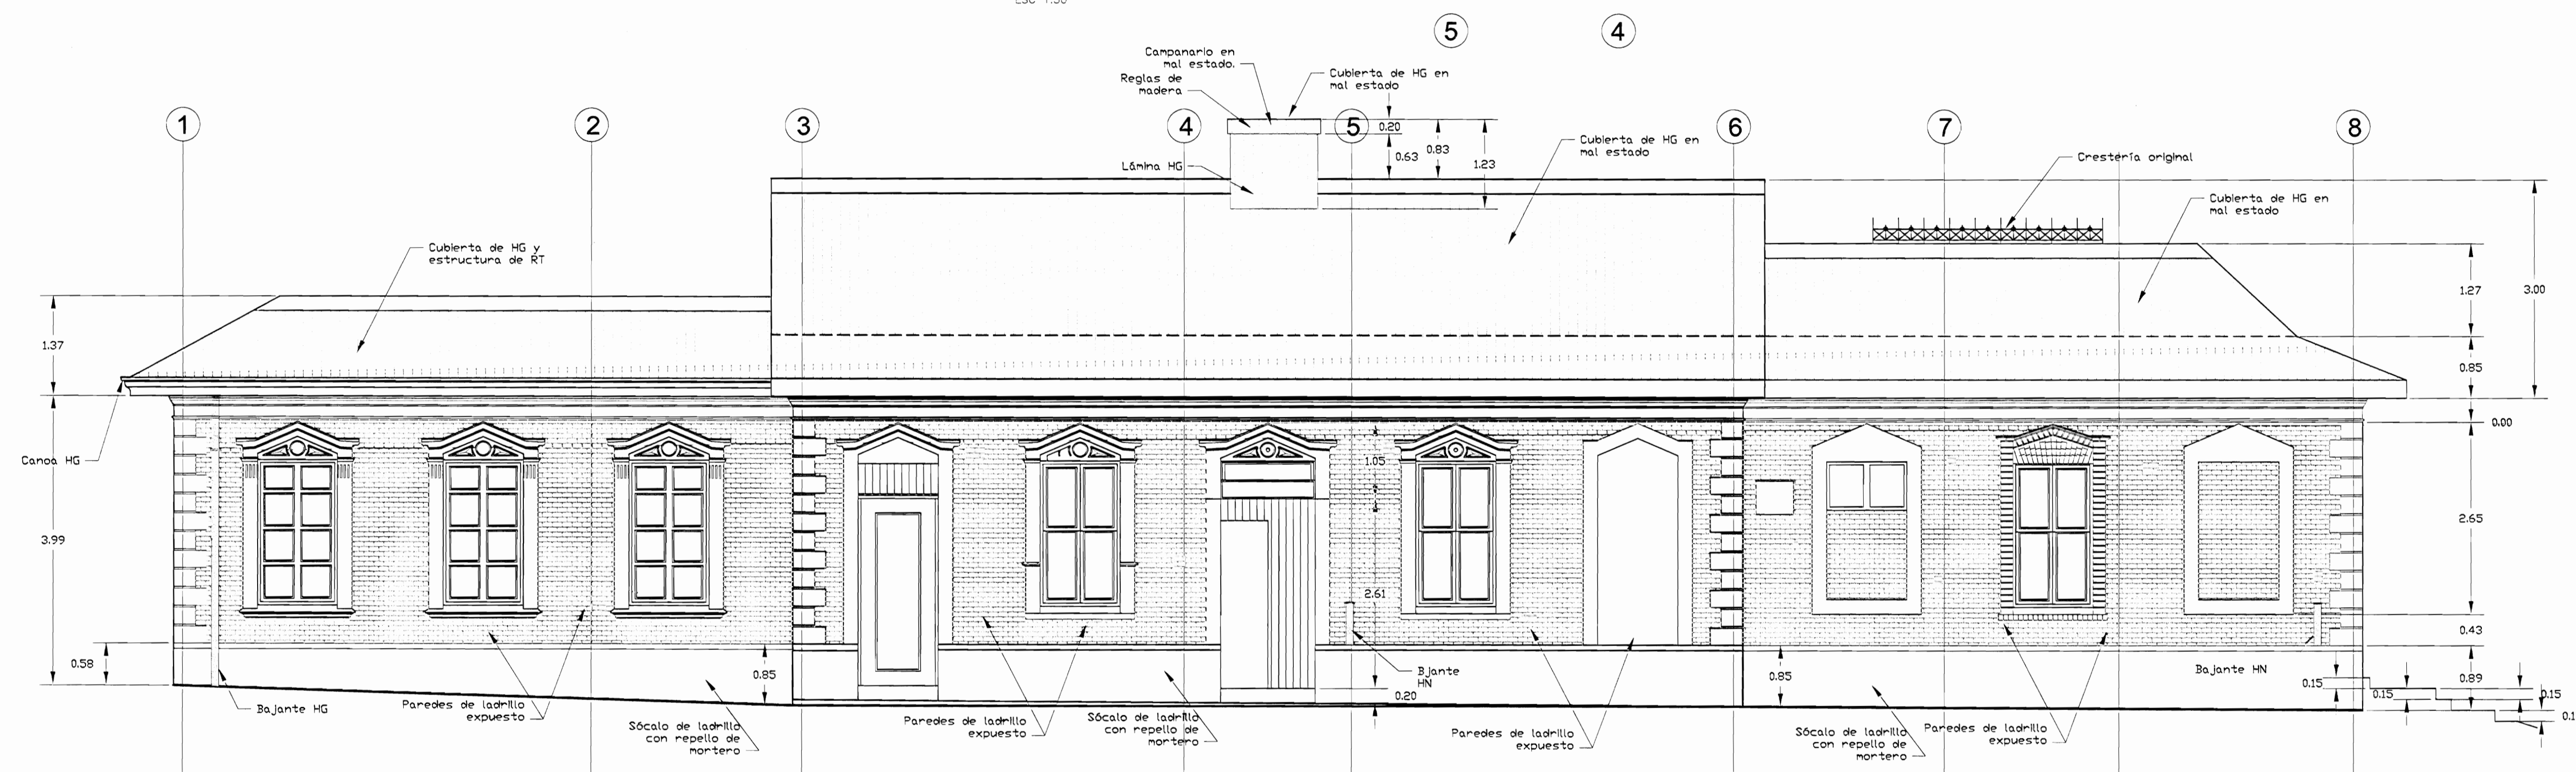 ESC 1:50
5
4
Campanario en
mal estado.
Reglas de
madera
Cubierta de HG en
mal estado
1
2
3
4
5
6
7
8
0.20
0.63
0.83
1.23
Lámina HG
Cubierta de HG en
mal estado
Crestería original
Cubierta de HG en
mal estado
Cubierta de HG y
estructura de RT
1.37
1.27
3.00
0.85
0.00
Canoa HG
3.99
1.05
2.61
2.65
0.43
0.58
0.85
0.85
0.89
Bjante
HN
0.20
Bajante HN
0.15
0.15
0.15
0.1
Bajante HG
Paredes de ladrillo
expuesto
Sócalo de ladrillo
con repello de
mortero
Paredes de ladrillo
expuesto
Sócalo de ladrillo
con repello de
mortero
Paredes de ladrillo
expuesto
Sócalo de ladrillo
con repello de
mortero
Paredes de ladrillo
expuesto